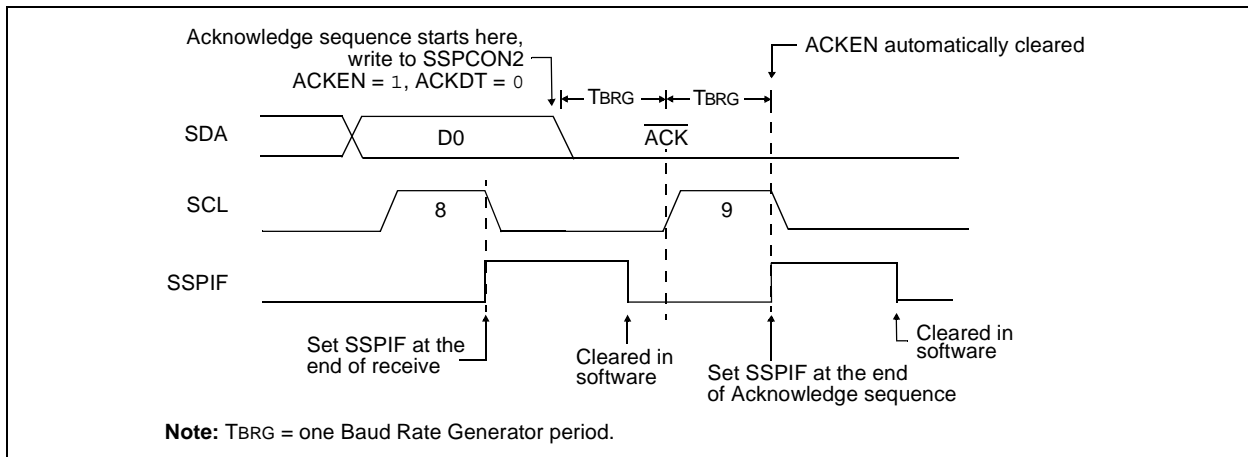 Acknowledge sequence starts here,
write to SSPCON2
ACKEN = 1, ACKDT = 0
ACKEN automatically cleared
TBRG
TBRG
SDA
D0
ACK
SCL
8
9
SSPIF
Set SSPIF at the
end of receive
Cleared in
software
Set SSPIF at the end
of Acknowledge sequence
Cleared in
software
Note: TBRG = one Baud Rate Generator period.